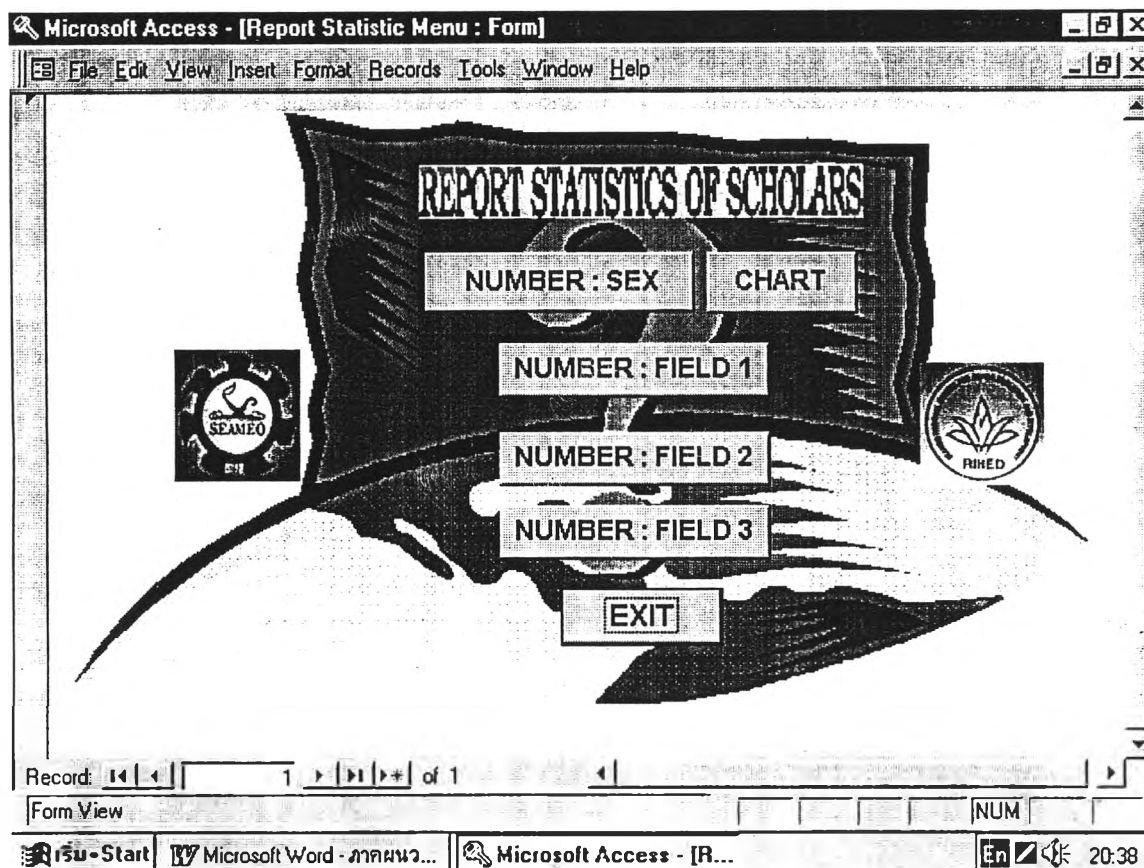 Microsoft Access - [Report Statistic Menu : Form]
File Edit View Insert Format Records Tools Window Help
REPORT STATISTICS OF SCHOLARS
NUMBER : SEX CHART
NUMBER : FIELD 1
SEAMEO
RIHED
NUMBER : FIELD 2
NUMBER : FIELD 3
EXIT
Record: 1 of 1
Form View NUM
เริ่ม-Start Microsoft Word - ภาคผนว... Microsoft Access - [R... En 20:39